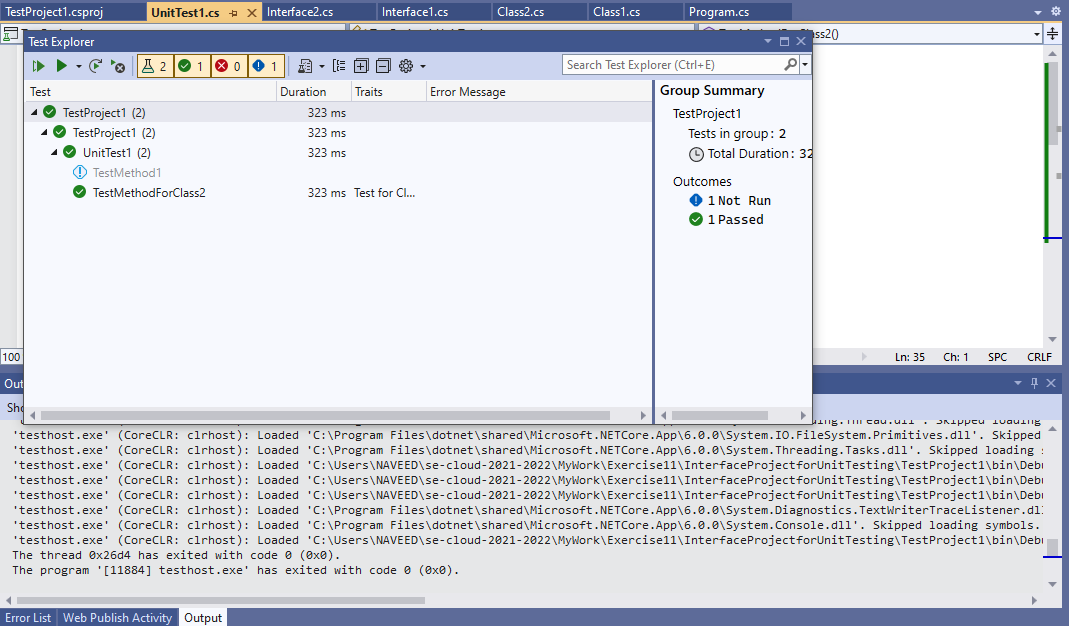 TestProject1.csproj UnitTest1.cs Interface2.cs Interface1.cs Class2.cs Class1.cs Program.cs
Test Explorer
2 1 0 1 Search Test Explorer (Ctrl+E)
Test Duration Traits Error Message
TestProject1 (2) 323 ms
TestProject1 (2) 323 ms
UnitTest1 (2) 323 ms
TestMethod1
TestMethodForClass2 323 ms Test for Cl...
Group Summary
TestProject1
Tests in group: 2
Total Duration: 32
Outcomes
1 Not Run
1 Passed
100 Ln: 35 Ch: 1 SPC CRLF
'testhost.exe' (CoreCLR: clrhost): Loaded 'C:\Program Files\dotnet\shared\Microsoft.NETCore.App\6.0.0\System.IO.FileSystem.Primitives.dll'. Skipped
'testhost.exe' (CoreCLR: clrhost): Loaded 'C:\Program Files\dotnet\shared\Microsoft.NETCore.App\6.0.0\System.Threading.Tasks.dll'. Skipped loading s
'testhost.exe' (CoreCLR: clrhost): Loaded 'C:\Users\NAVEED\se-cloud-2021-2022\MyWork\Exercise11\InterfaceProjectforUnitTesting\TestProject1\bin\Debu
'testhost.exe' (CoreCLR: clrhost): Loaded 'C:\Users\NAVEED\se-cloud-2021-2022\MyWork\Exercise11\InterfaceProjectforUnitTesting\TestProject1\bin\Debu
'testhost.exe' (CoreCLR: clrhost): Loaded 'C:\Users\NAVEED\se-cloud-2021-2022\MyWork\Exercise11\InterfaceProjectforUnitTesting\TestProject1\bin\Debu
'testhost.exe' (CoreCLR: clrhost): Loaded 'C:\Program Files\dotnet\shared\Microsoft.NETCore.App\6.0.0\System.Diagnostics.TextWriterTraceListener.dll
'testhost.exe' (CoreCLR: clrhost): Loaded 'C:\Program Files\dotnet\shared\Microsoft.NETCore.App\6.0.0\System.Console.dll'. Skipped loading symbols.
'testhost.exe' (CoreCLR: clrhost): Loaded 'C:\Users\NAVEED\se-cloud-2021-2022\MyWork\Exercise11\InterfaceProjectforUnitTesting\TestProject1\bin\Debu
The thread 0x26d4 has exited with code 0 (0x0).
The program '[11884] testhost.exe' has exited with code 0 (0x0).
Error List Web Publish Activity Output